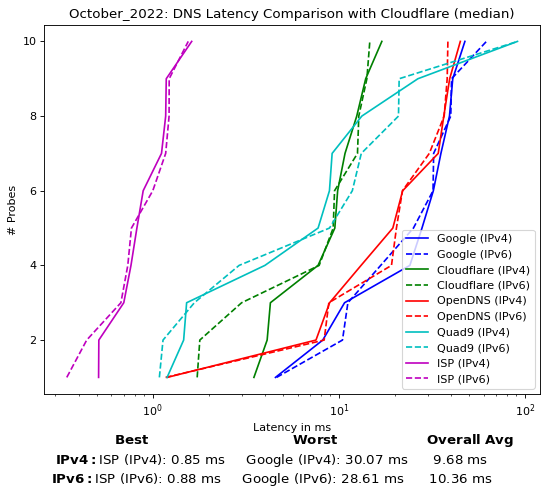 October_2022: DNS Latency Comparison with Cloudflare (median)
10
8
6
4
2
# Probes
Google (IPv4)
Google (IPv6)
Cloudflare (IPv4)
Cloudflare (IPv6)
OpenDNS (IPv4)
OpenDNS (IPv6)
Quad9 (IPv4)
Quad9 (IPv6)
ISP (IPv4)
ISP (IPv6)
10⁰ 10¹ 10²
Latency in ms
Best Worst Overall Avg
IPv4: ISP (IPv4): 0.85 ms Google (IPv4): 30.07 ms 9.68 ms
IPv6: ISP (IPv6): 0.88 ms Google (IPv6): 28.61 ms 10.36 ms